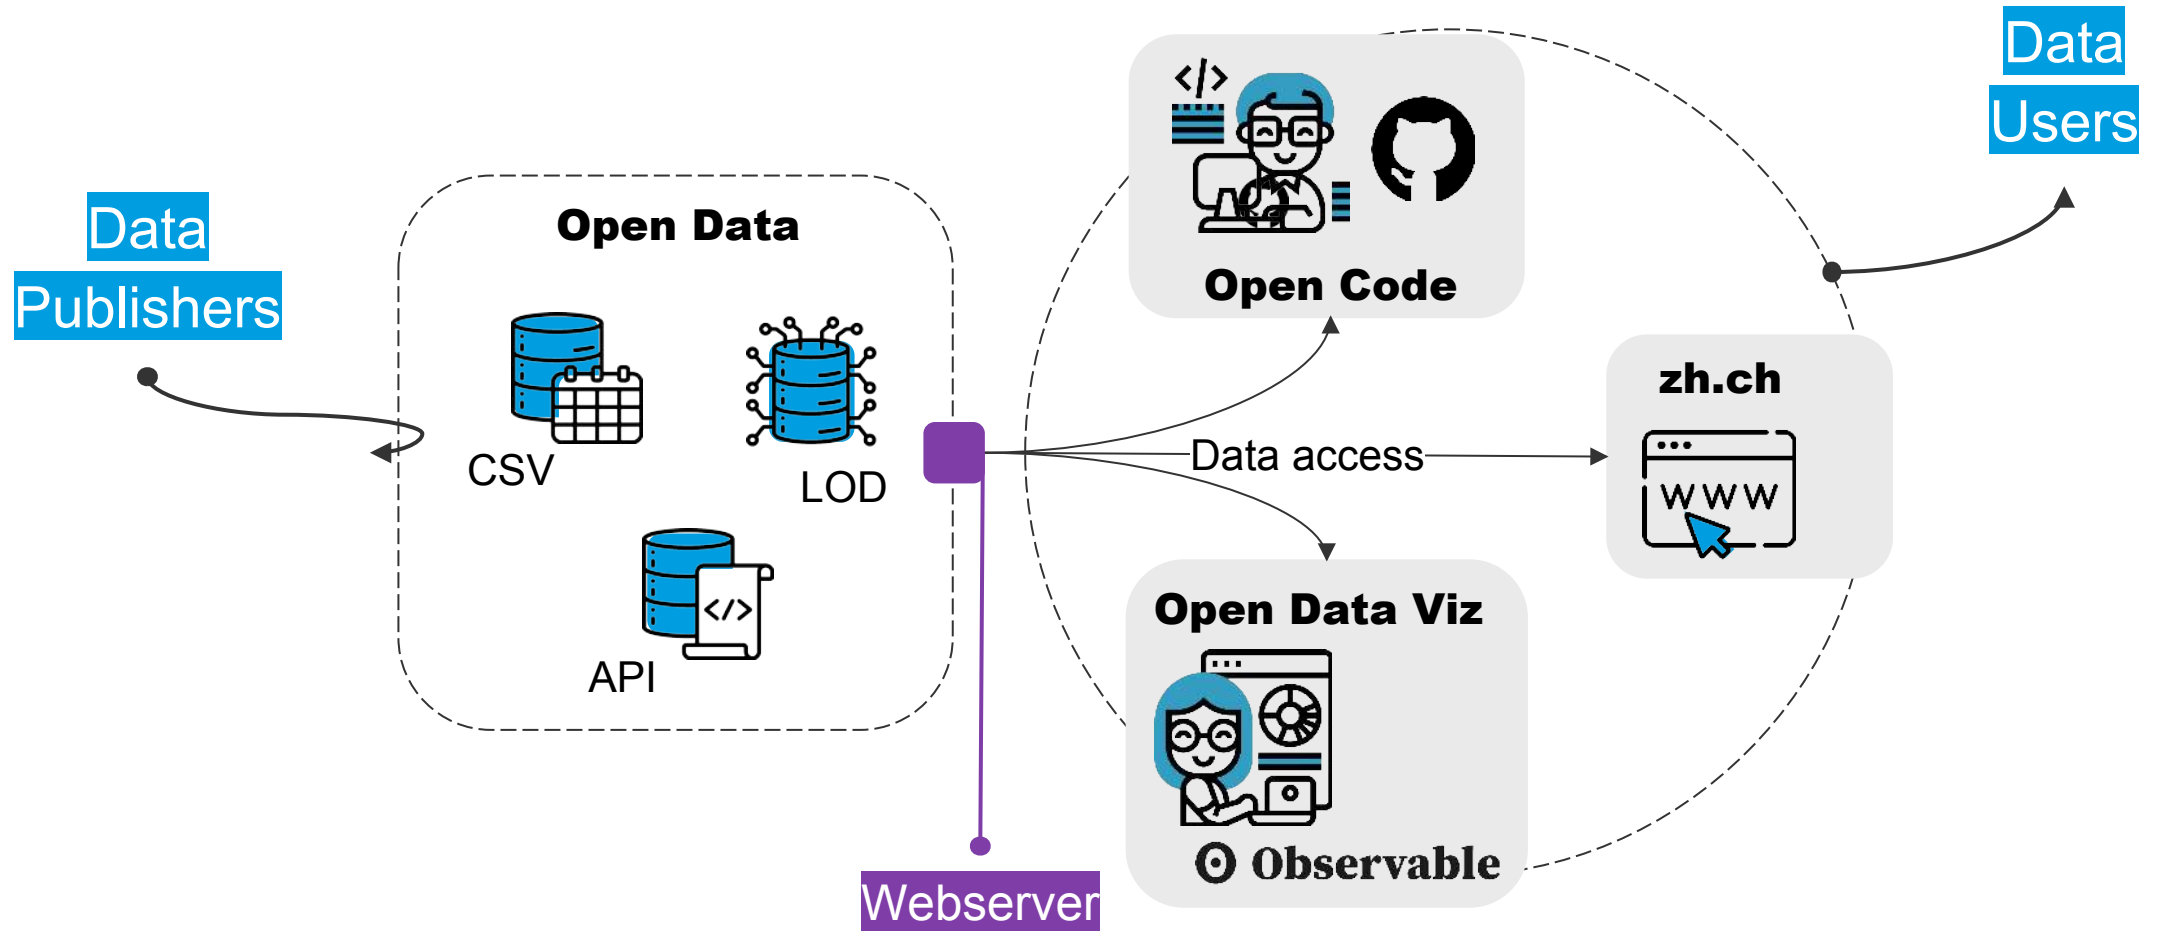 Data
Publishers
Open Data
CSV
LOD
</>
API
Webserver
Data access
</>
Open Code
zh.ch
WWW
Open Data Viz
Observable
Data
Users